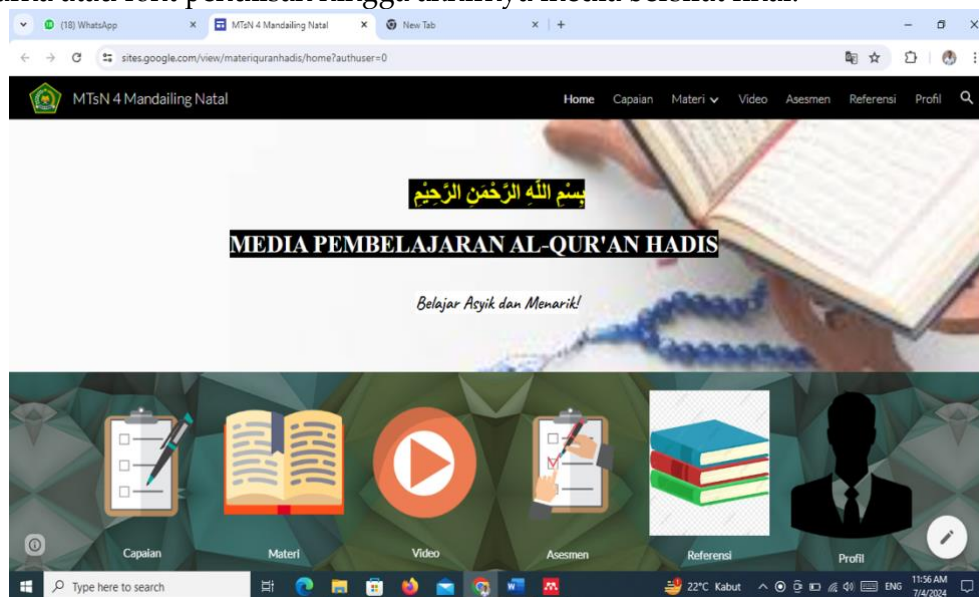 (18) WhatsApp
MTsN 4 Mandailing Natal
New Tab
sites.google.com/view/materiquranhadis/home?authuser=0
MTsN 4 Mandailing Natal
Home Capaian Materi Video Asesmen Referensi Profil
بِسْمِ اللَّهِ الرَّحْمَنِ الرَّحِيْمِ
MEDIA PEMBELAJARAN AL-QUR'AN HADIS
Belajar Asyik dan Menarik!
Capaian Materi Video Asesmen Referensi Profil
Type here to search
22°C Kabut
ENG
11:56 AM
7/4/2024